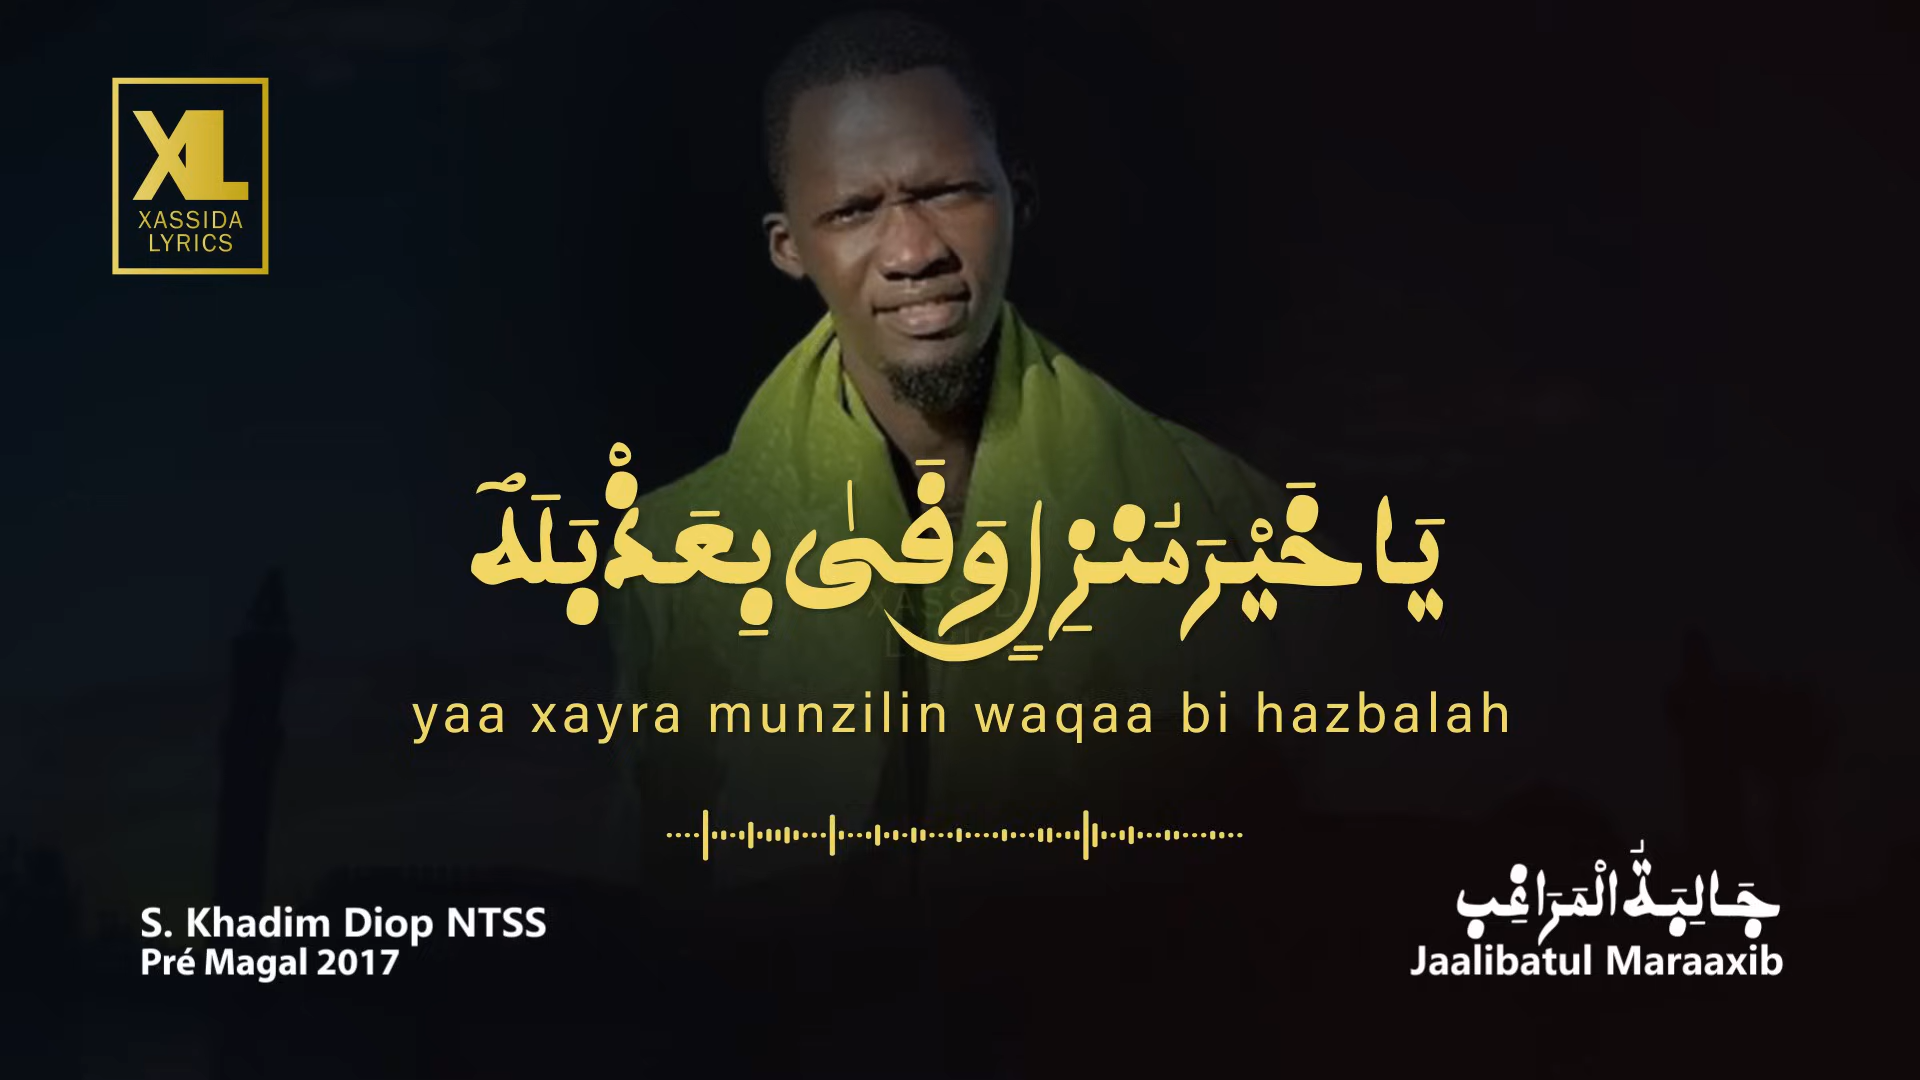 XL
XASSIDA
LYRICS
يَا خَيْرَ مُنْزِلٍ وَفَىٰ بِعَذْبَلَهْ
yaa xayra munzilin waqaa bi hazbalah
S. Khadim Diop NTSS
Pré Magal 2017
جَالِبَةُ الْمَرَاغِب
Jaalibatul Maraaxib